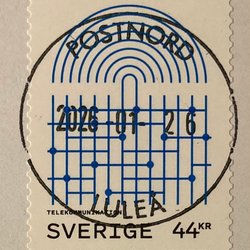 POSTNORD
2026-01-26
LULEÅ
TELEKOMMUNIKATION
SVERIGE 44KR